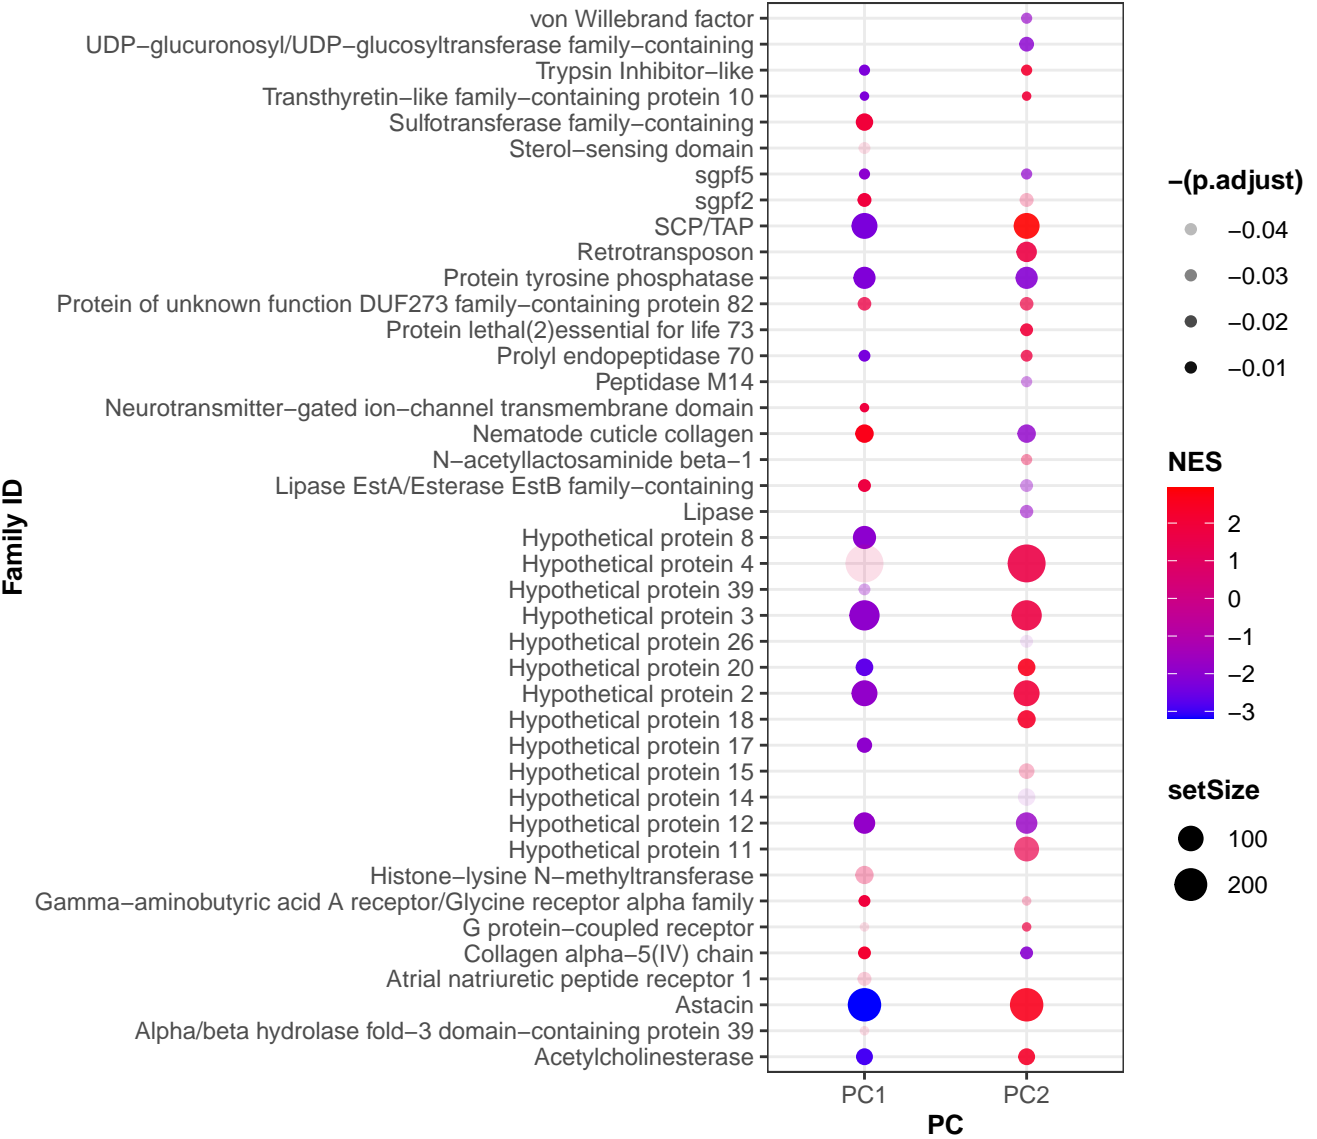 von Willebrand factor
UDP−glucuronosyl/UDP−glucosyltransferase family−containing
Trypsin Inhibitor−like
Transthyretin−like family−containing protein 10
Sulfotransferase family−containing
Sterol−sensing domain
sgpf5
sgpf2
SCP/TAP
Retrotransposon
Protein tyrosine phosphatase
Protein of unknown function DUF273 family−containing protein 82
Protein lethal(2)essential for life 73
Prolyl endopeptidase 70
Peptidase M14
Neurotransmitter−gated ion−channel transmembrane domain
Nematode cuticle collagen
N−acetyllactosaminide beta−1
Lipase EstA/Esterase EstB family−containing
Lipase
Hypothetical protein 8
Hypothetical protein 4
Hypothetical protein 39
Hypothetical protein 3
Hypothetical protein 26
Hypothetical protein 20
Hypothetical protein 2
Hypothetical protein 18
Hypothetical protein 17
Hypothetical protein 15
Hypothetical protein 14
Hypothetical protein 12
Hypothetical protein 11
Histone−lysine N−methyltransferase
Gamma−aminobutyric acid A receptor/Glycine receptor alpha family
G protein−coupled receptor
Collagen alpha−5(IV) chain
Atrial natriuretic peptide receptor 1
Astacin
Alpha/beta hydrolase fold−3 domain−containing protein 39
Acetylcholinesterase
Family ID
PC1
PC2
PC
−(p.adjust)
−0.04
−0.03
−0.02
−0.01
NES
2
1
0
−1
−2
−3
setSize
100
200